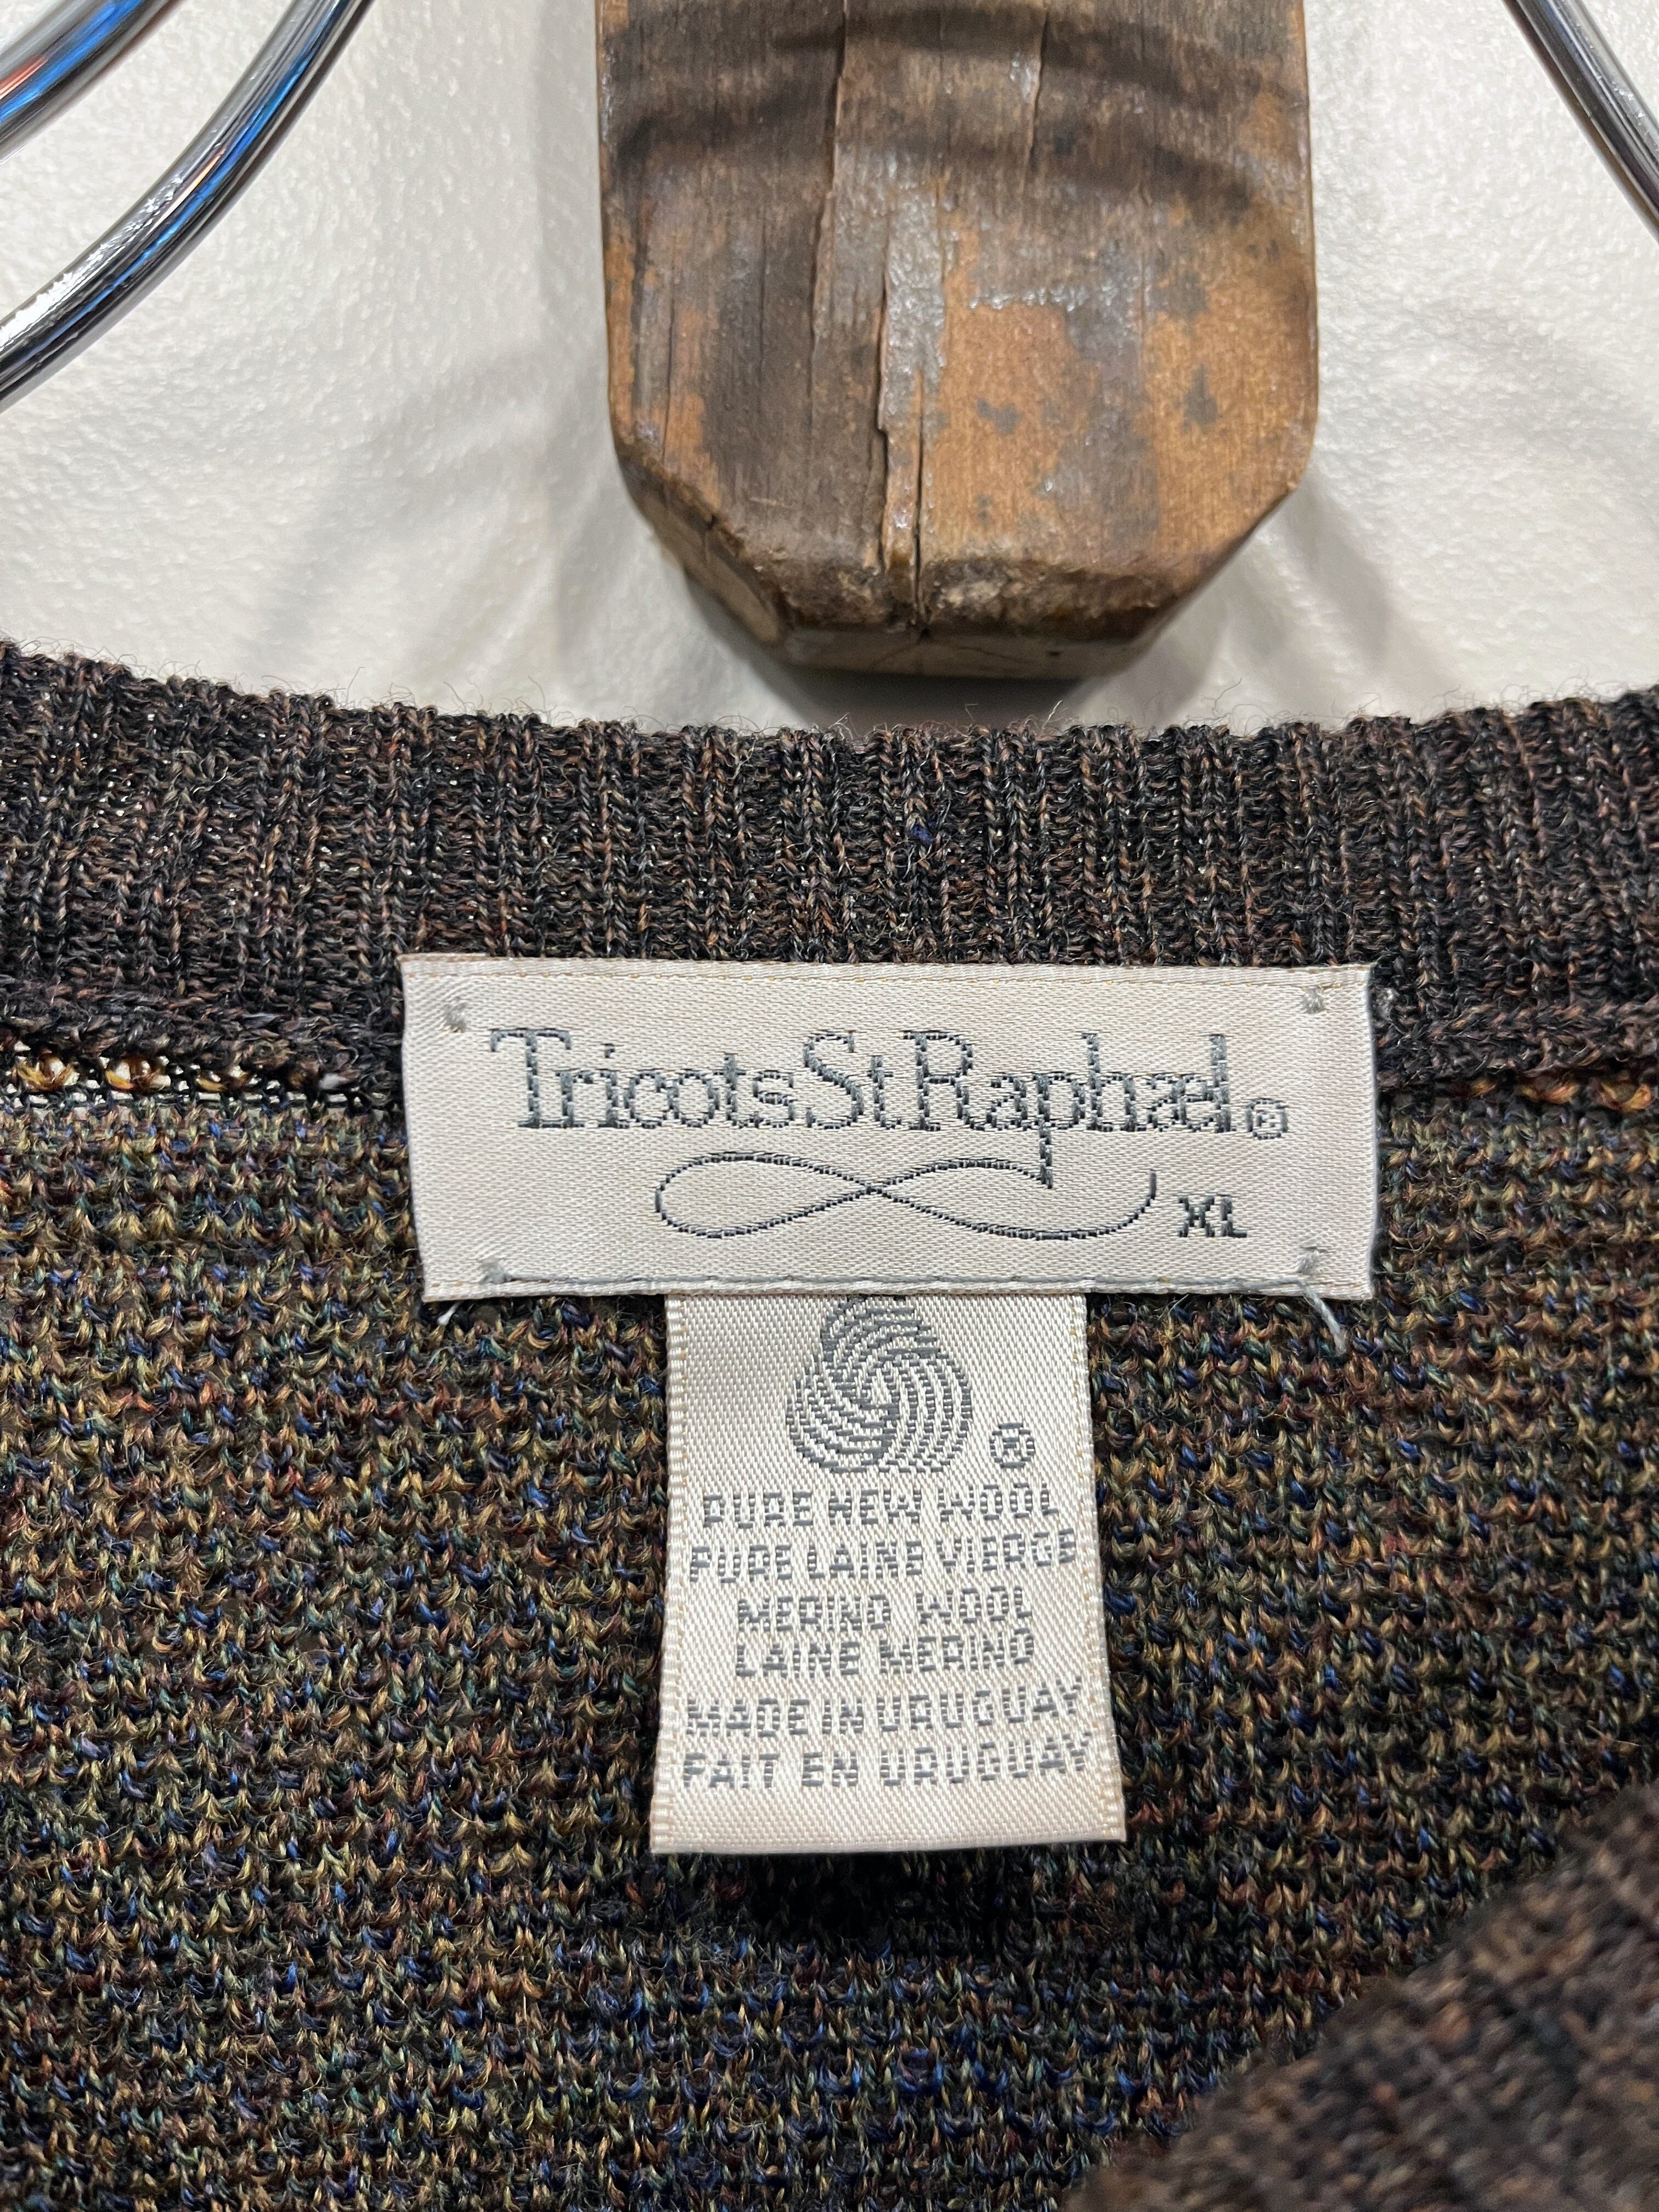 Tricots St Raphael®
XL
®
PURE NEW WOOL
PURE LAINE VIERGE
MERINO WOOL
LAINE MERINO
MADE IN URUGUAY
FAIT EN URUGUAY